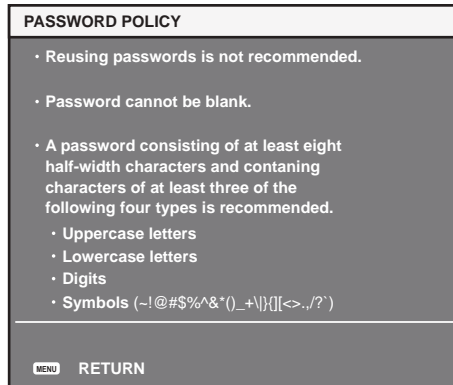 PASSWORD POLICY
・Reusing passwords is not recommended.
・Password cannot be blank.
・A password consisting of at least eight
half-width characters and contaning
characters of at least three of the
following four types is recommended.
・Uppercase letters
・Lowercase letters
・Digits
・Symbols (~!@#$%^&*()_+\|}{][<>.,/?`)
MENU RETURN